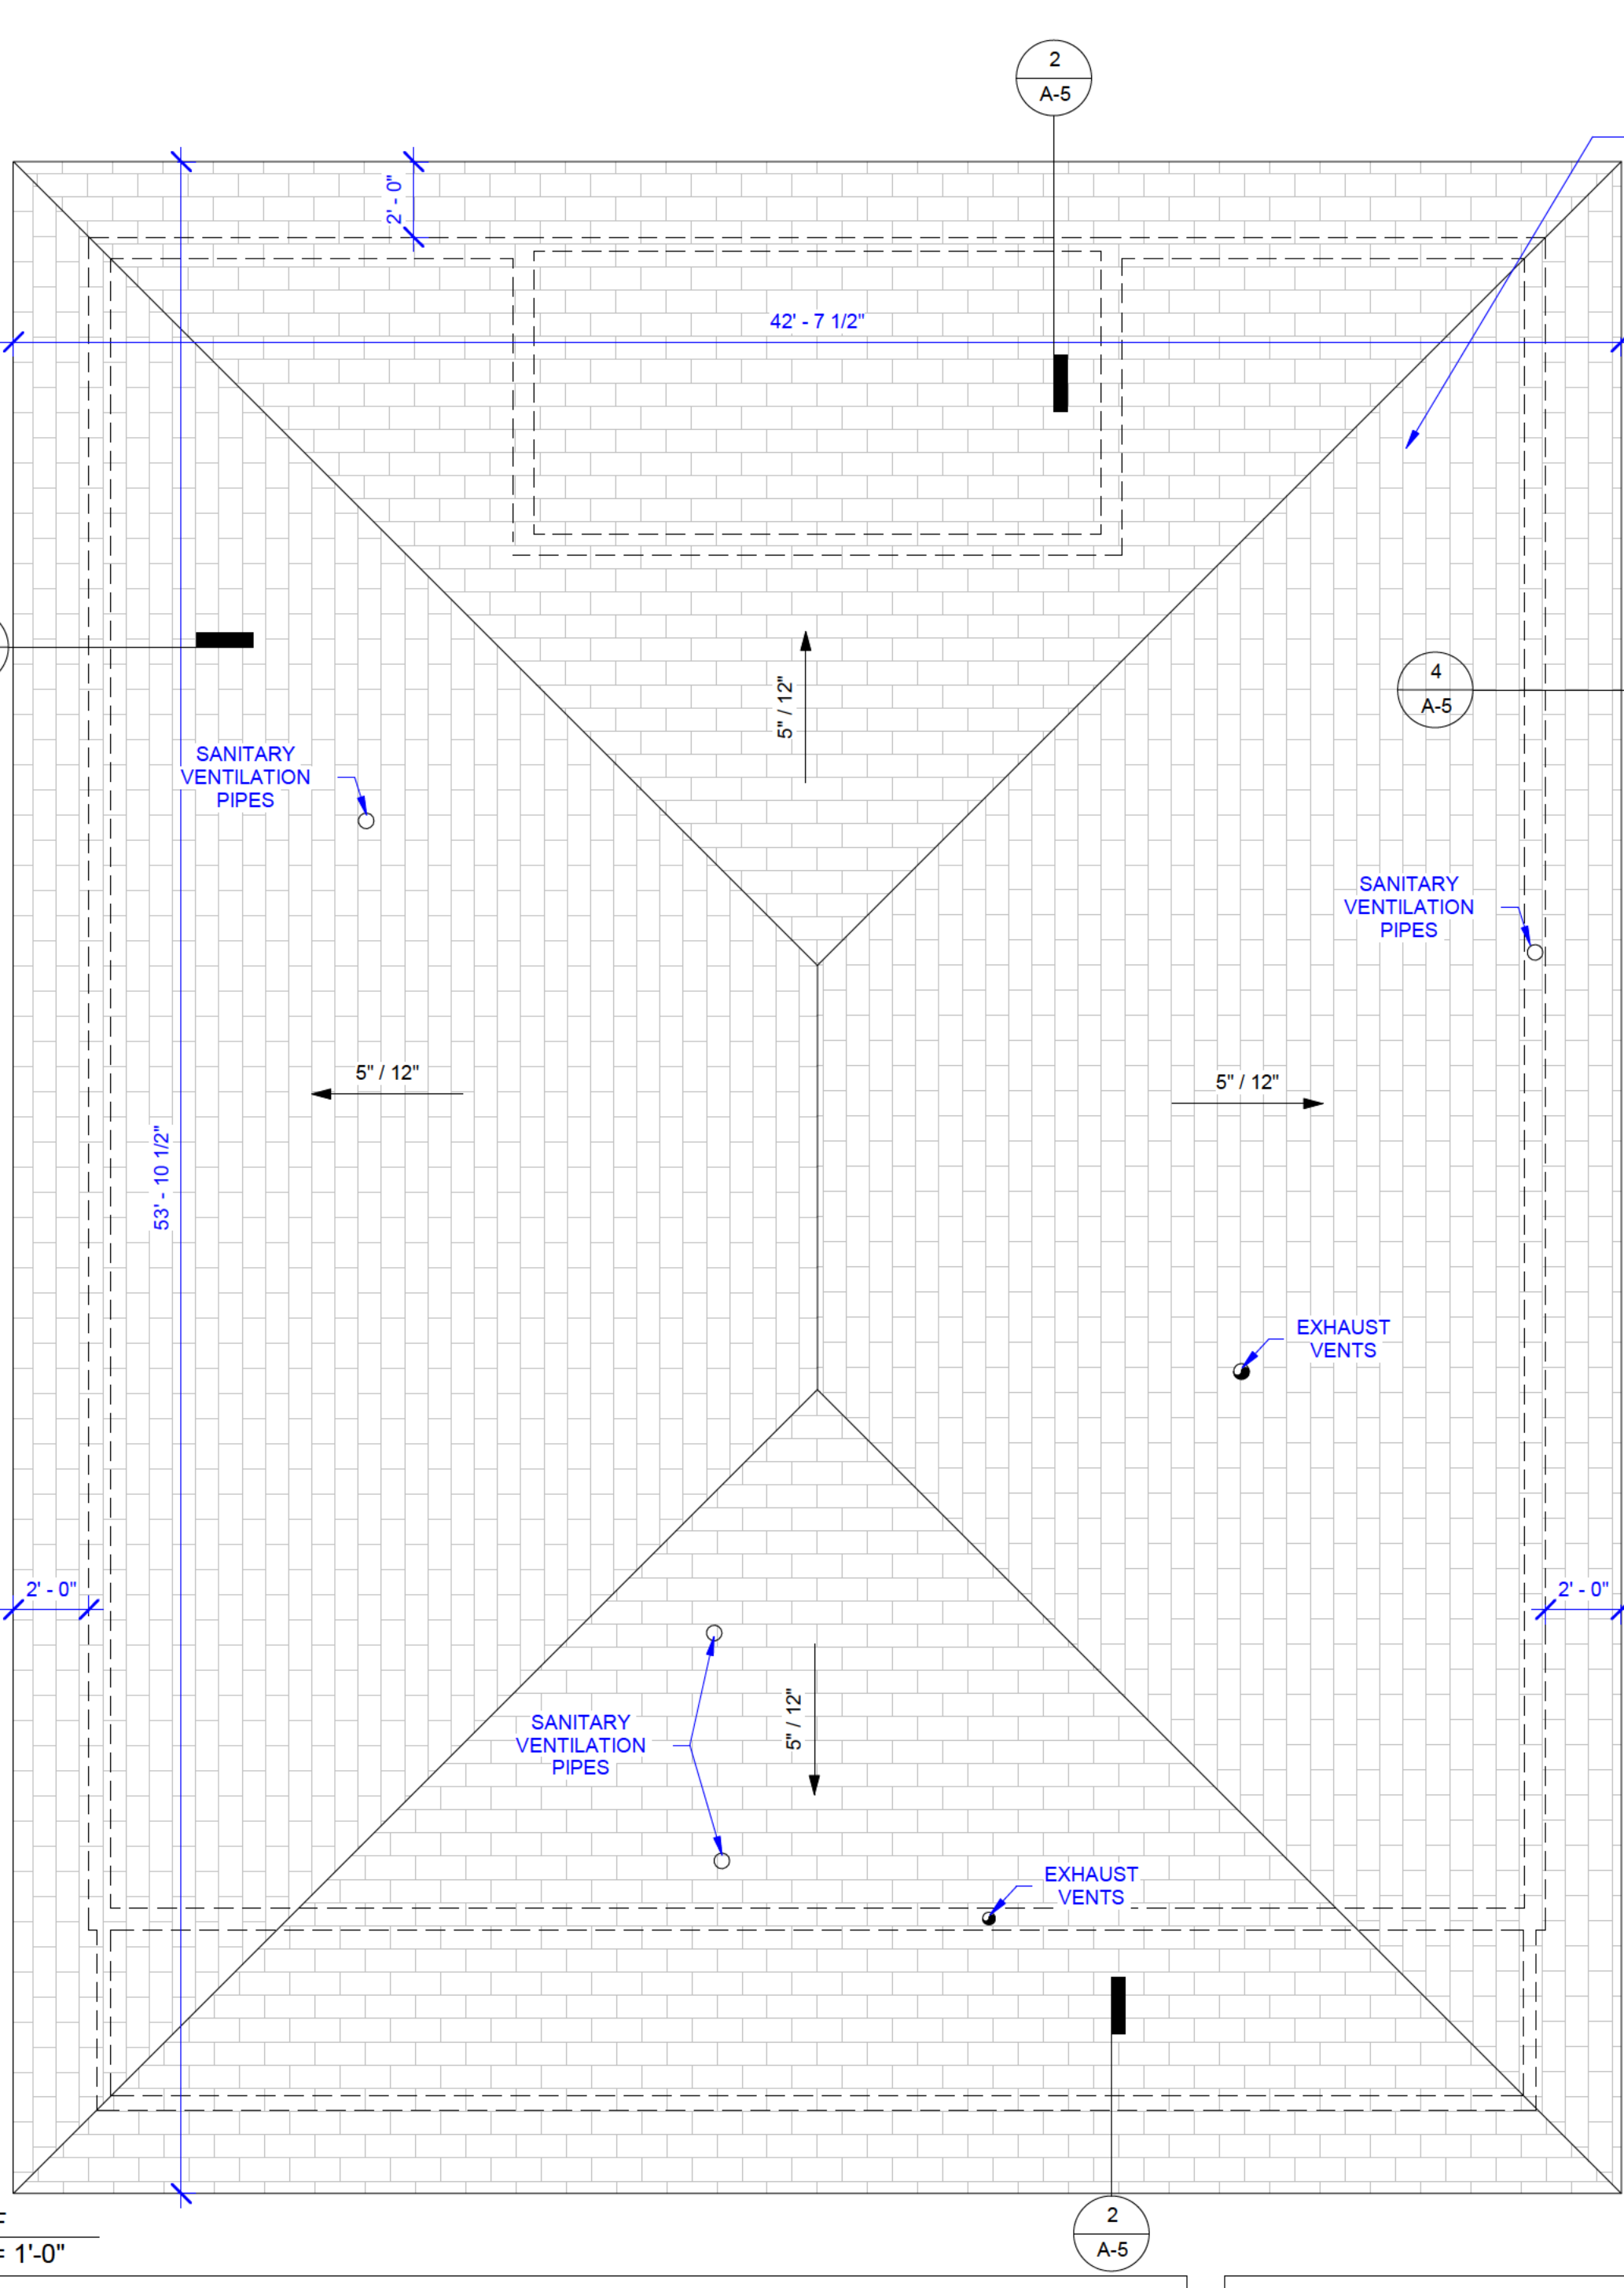 2
A-5
2' - 0"
42' - 7 1/2"
4
A-5
5" / 12"
SANITARY
VENTILATION
PIPES
SANITARY
VENTILATION
PIPES
5" / 12"
5" / 12"
53' - 10 1/2"
EXHAUST
VENTS
2' - 0"
2' - 0"
SANITARY
VENTILATION
PIPES
5" / 12"
EXHAUST
VENTS
2
A-5
= 1'-0"